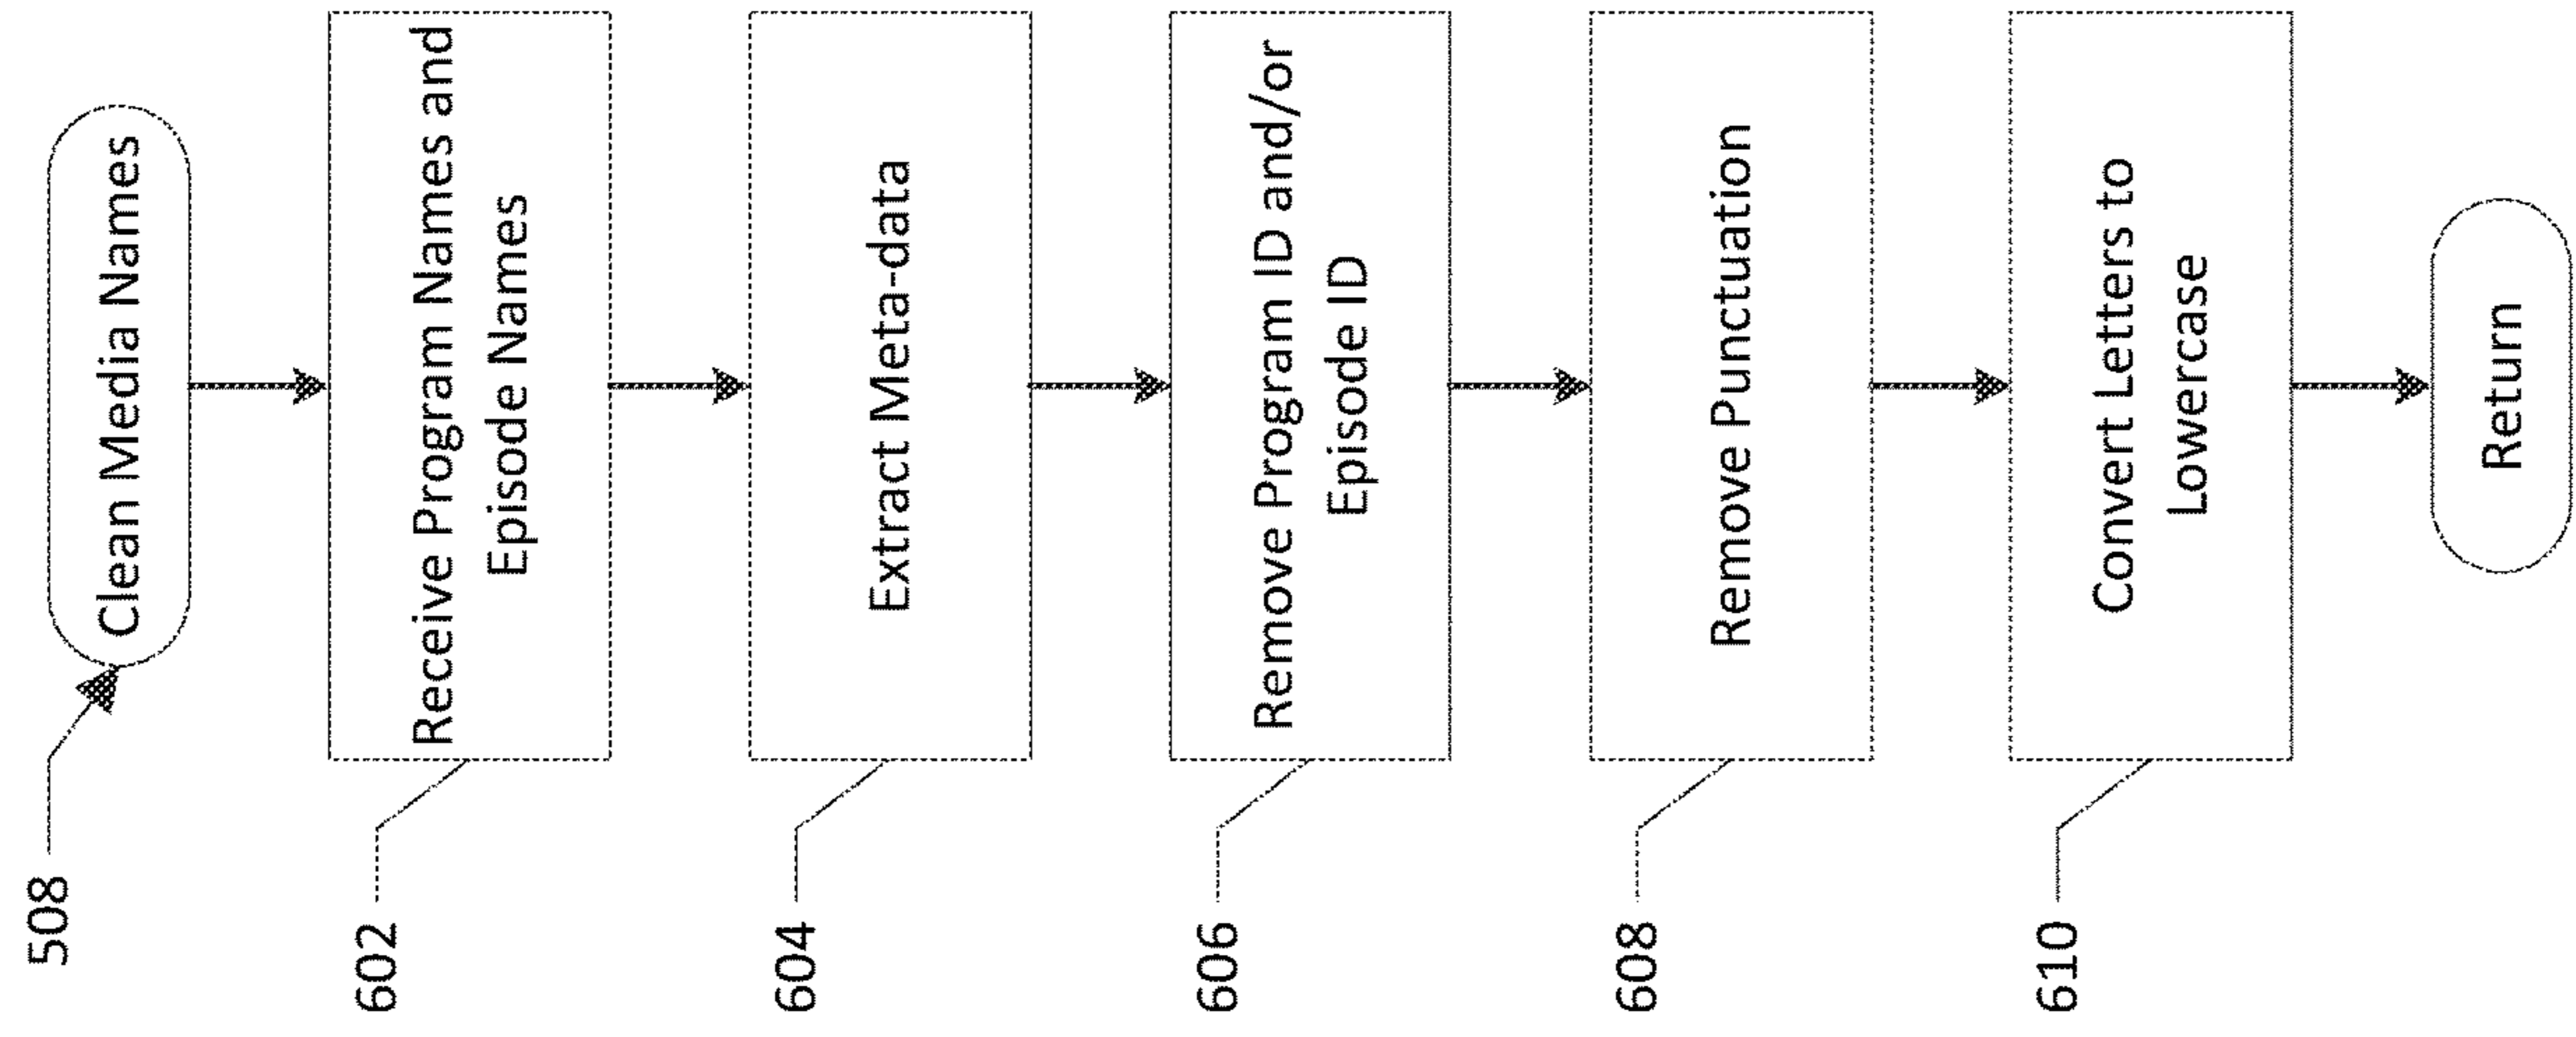 508
Clean Media Names
602
Receive Program Names and
Episode Names
604
Extract Meta-data
606
Remove Program ID and/or
Episode ID
608
Remove Punctuation
610
Convert Letters to
Lowercase
Return